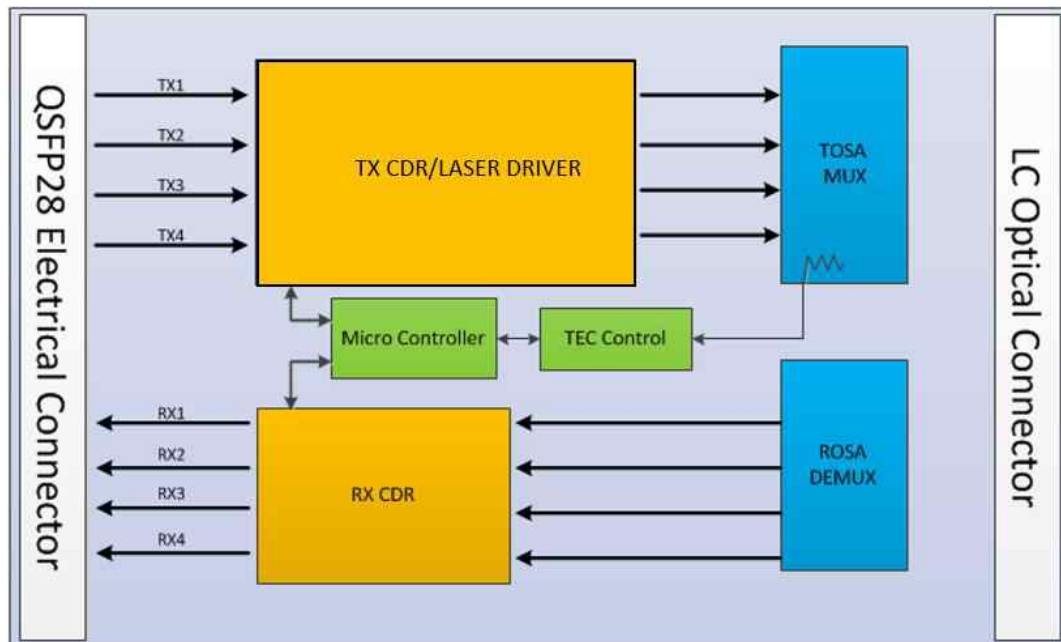 QSFP28 Electrical Connector
TX1
TX2
TX3
TX4
TX CDR/LASER DRIVER
TOSA
MUX
LC Optical Connector
Micro Controller
TEC Control
RX1
RX2
RX3
RX4
RX CDR
ROSA
DEMUX